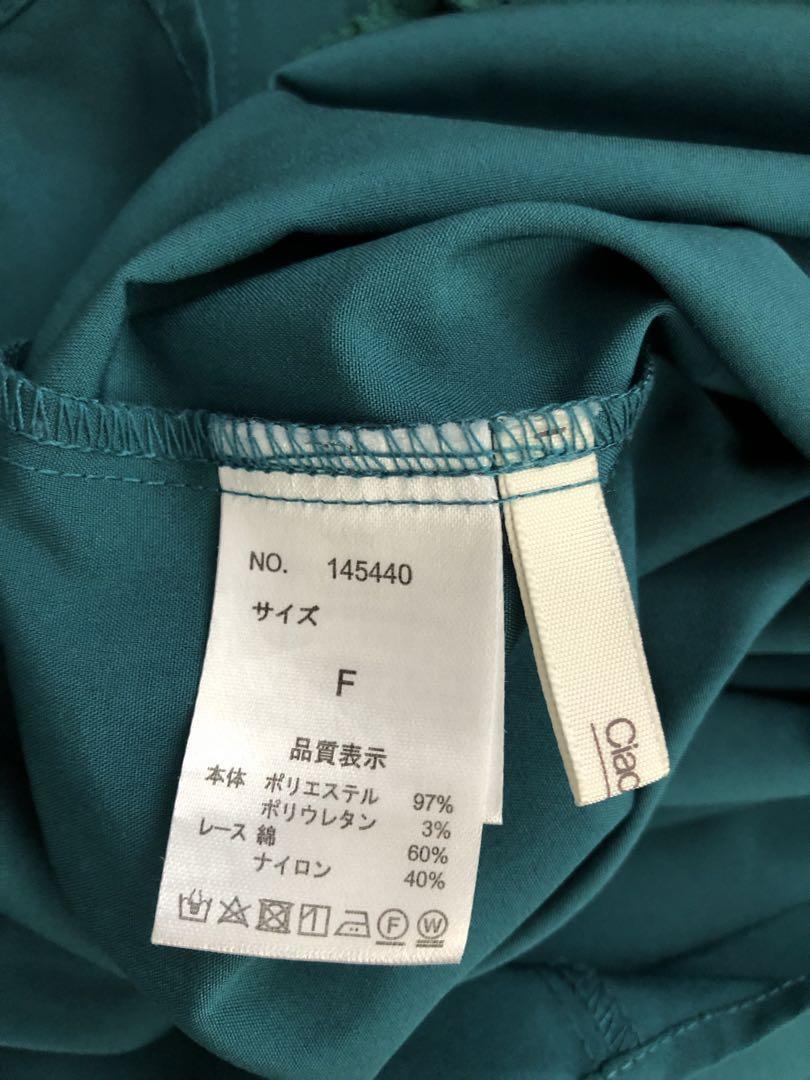 NO. 145440
サイズ
F
品質表示
本体 ポリエステル 97%
ポリウレタン 3%
レース 綿 60%
ナイロン 40%
F W
Ciao